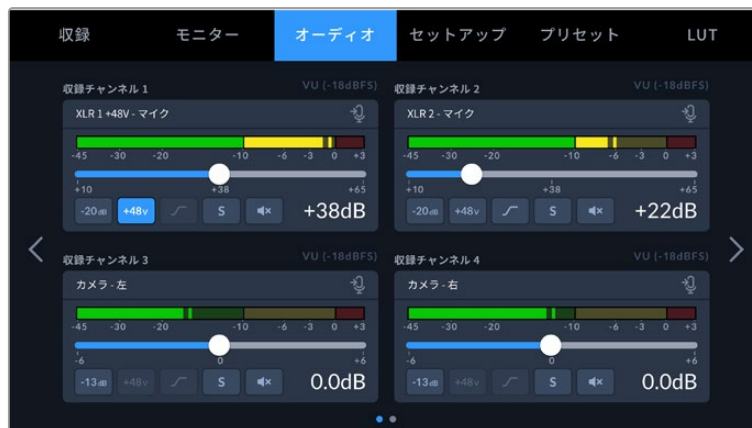 収録 モニター オーディオ セットアップ プリセット LUT
収録チャンネル 1 VU (-18dBFS)
XLR 1 +48V - マイク
-45 -30 -20 -10 -6 -3 0 +3
+10 +38 +65
-20dB +48V S +38dB
収録チャンネル 2 VU (-18dBFS)
XLR 2 - マイク
-45 -30 -20 -10 -6 -3 0 +3
+10 +38 +65
-20dB +48V S +22dB
収録チャンネル 3 VU (-18dBFS)
カメラ - 左
-45 -30 -20 -10 -6 -3 0 +3
-6 0 +6
-13dB +48V S 0.0dB
収録チャンネル 4 VU (-18dBFS)
カメラ - 右
-45 -30 -20 -10 -6 -3 0 +3
-6 0 +6
-13dB +48V S 0.0dB